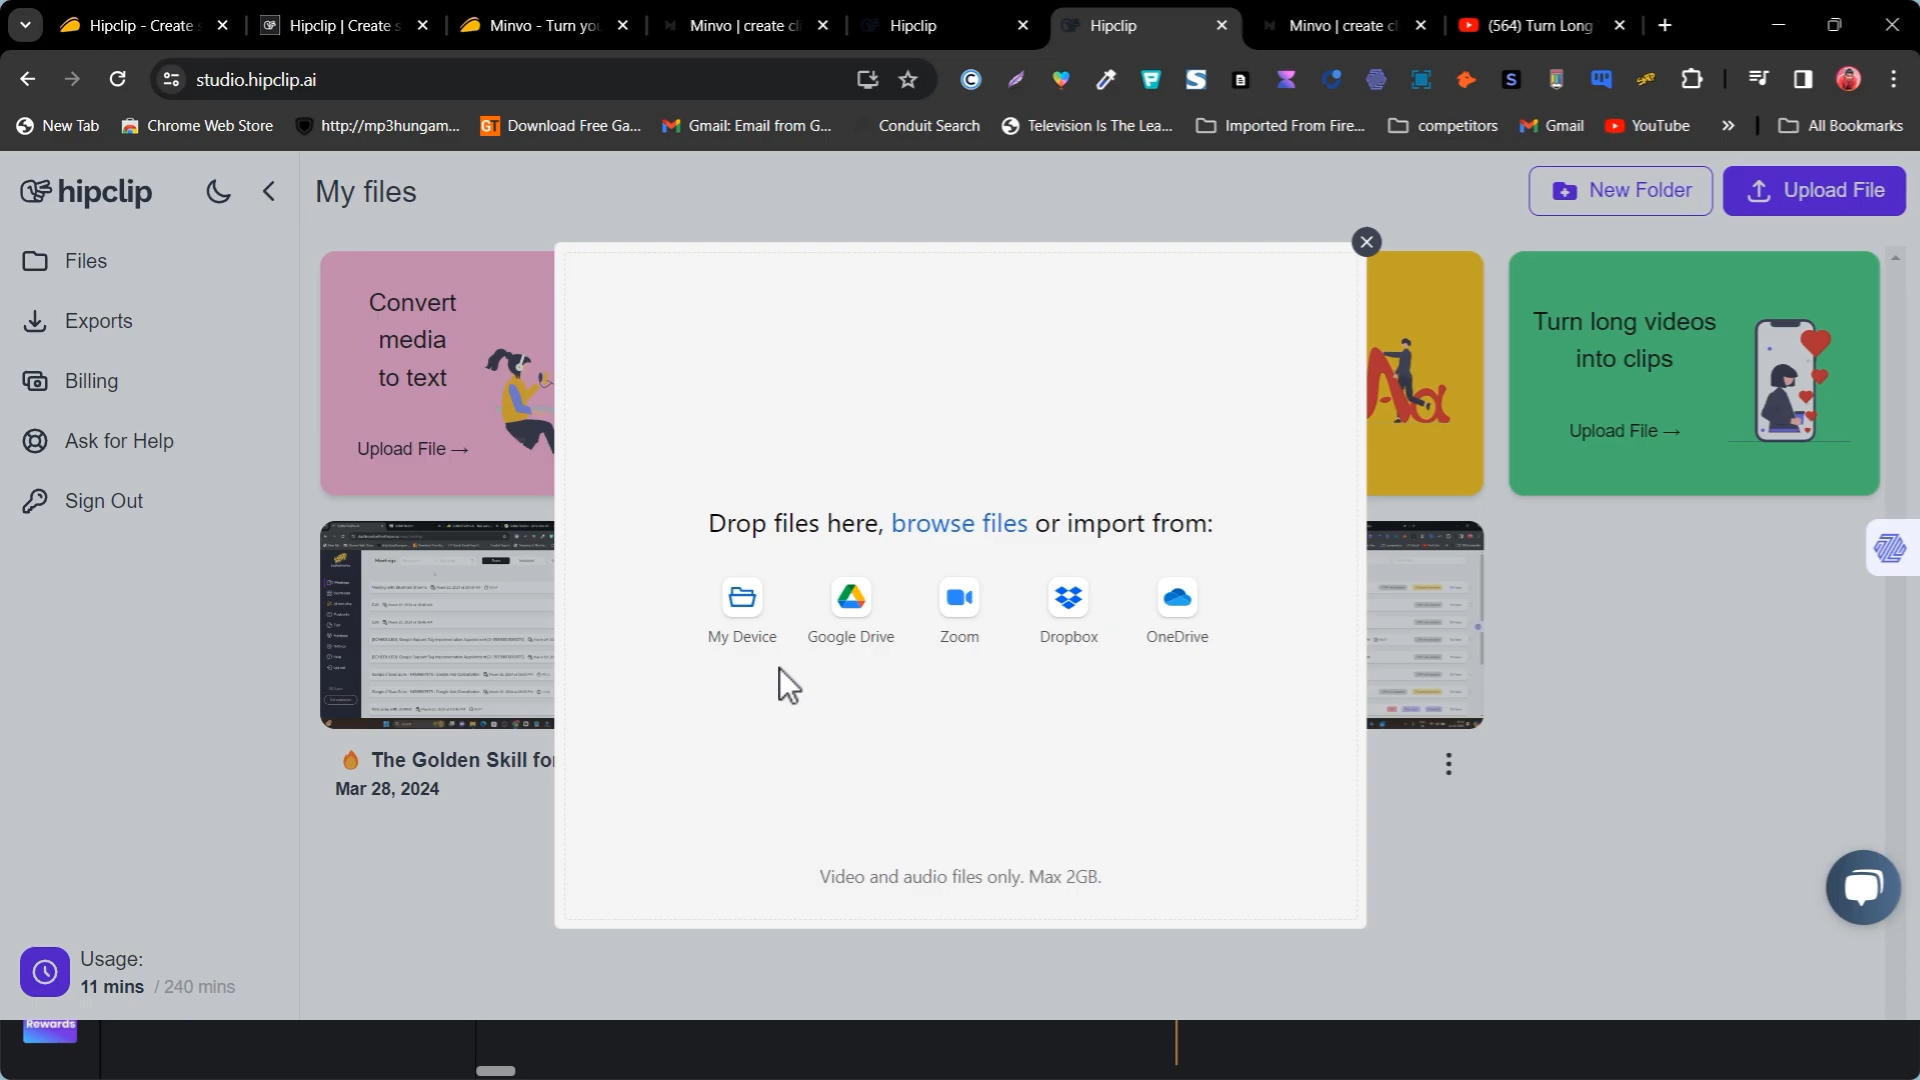 Hipclip - Create s
Hipclip | Create s
Minvo - Turn you
Minvo | create cli
Hipclip
Hipclip
Minvo | create cl
(564) Turn Long
studio.hipclip.ai
New Tab
Chrome Web Store
http://mp3hungam...
Download Free Ga...
Gmail: Email from G...
Conduit Search
Television Is The Lea...
Imported From Fire...
competitors
Gmail
YouTube
»
All Bookmarks
hipclip
My files
New Folder
Upload File
Files
Exports
Billing
Ask for Help
Sign Out
Convert
media
to text
Upload File →
Turn long videos
into clips
Upload File →
Drop files here, browse files or import from:
My Device
Google Drive
Zoom
Dropbox
OneDrive
Video and audio files only. Max 2GB.
🔥 The Golden Skill for
Mar 28, 2024
Usage:
11 mins / 240 mins
Rewards